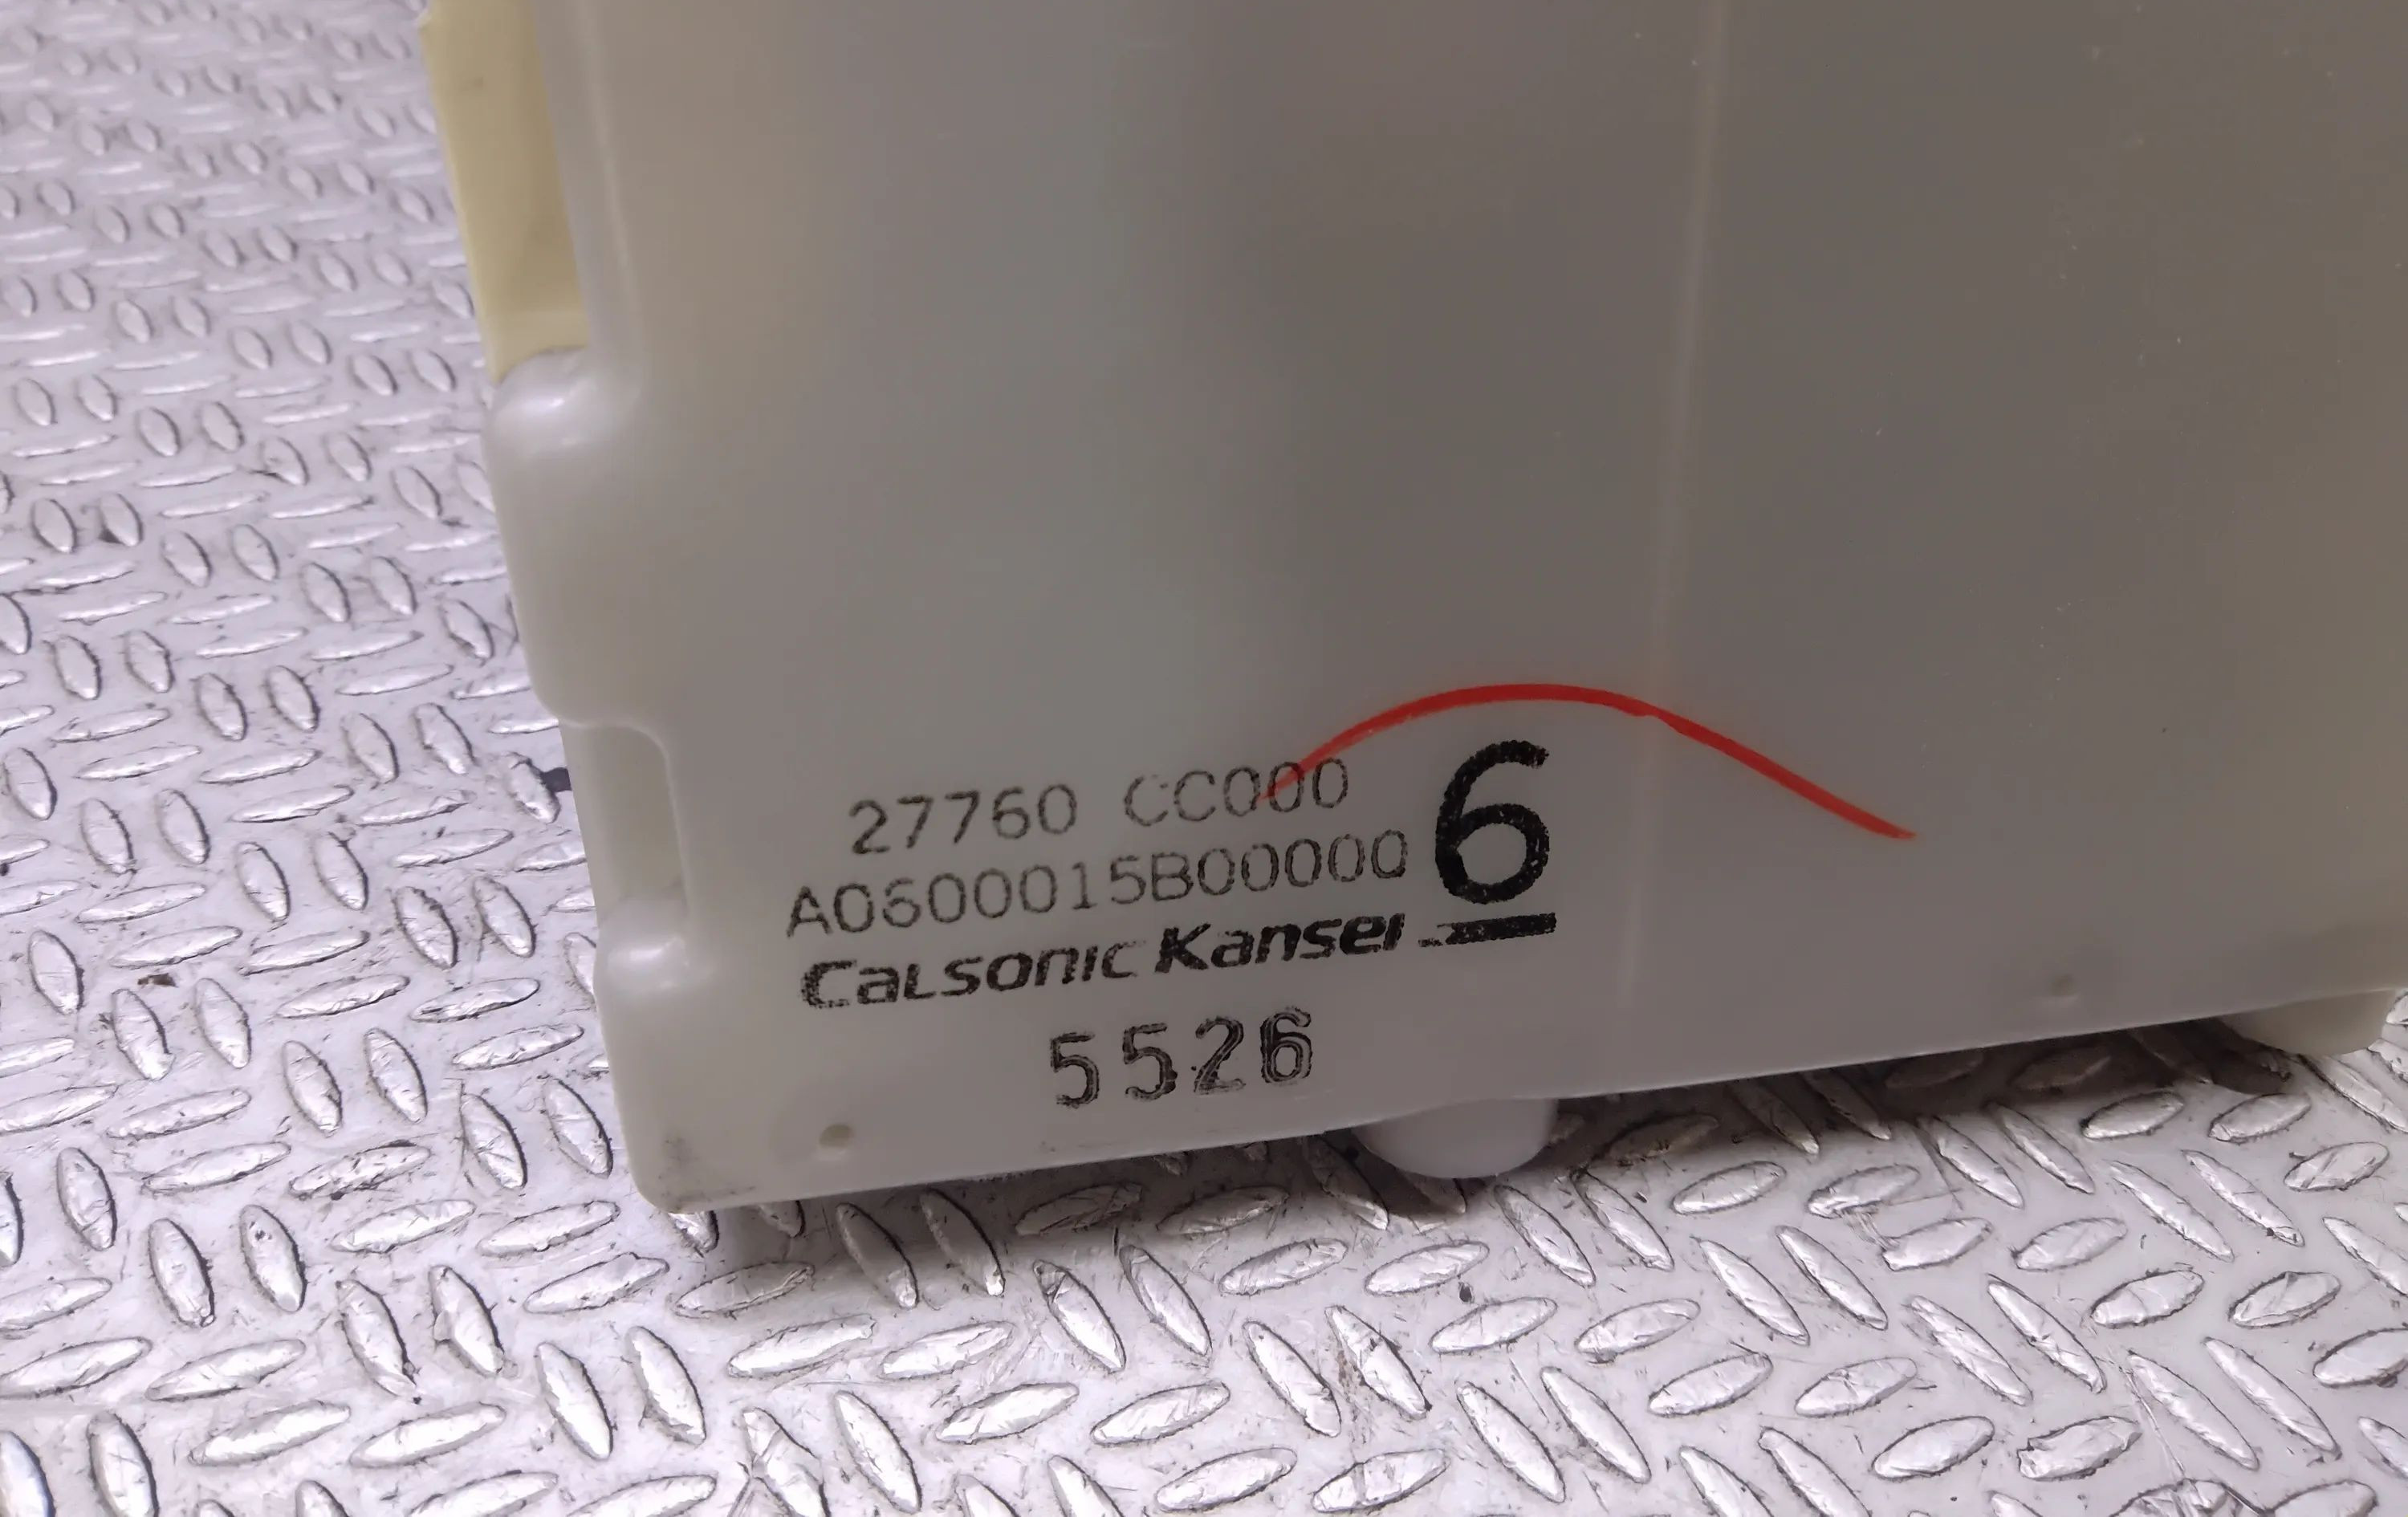 27760 CC000
A0600015B00000
6
CALSONIC Kansei
5526